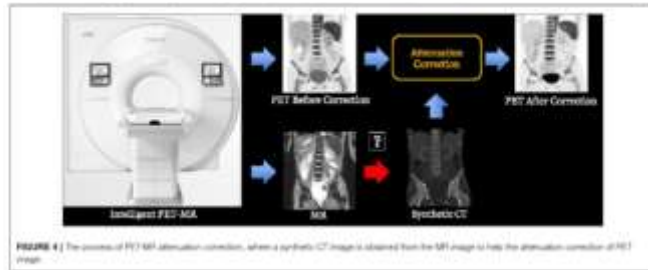 Attenuation
Correction
PET Before Correction
PET After Correction
?
Intelligent PET-MR
MR
Synthetic CT
FIGURE 4 | The process of PET-MR attenuation correction, where a synthetic CT image is obtained from the MR image to help the attenuation correction of PET
image.